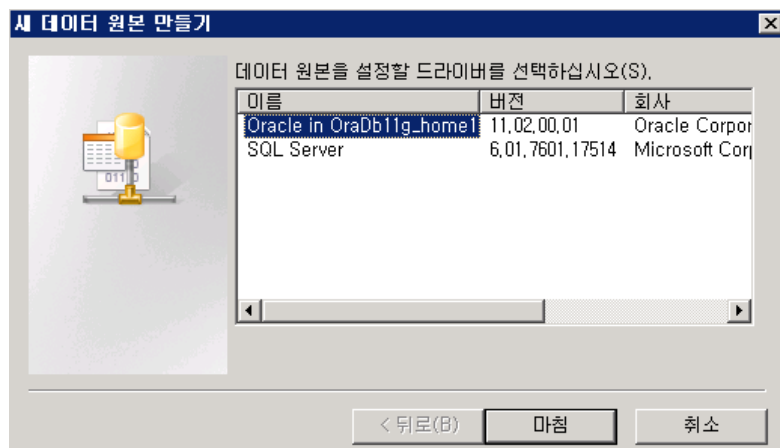 새 데이터 원본 만들기
데이터 원본을 설정할 드라이버를 선택하십시오(S).
이름 버전 회사
Oracle in OraDb11g_home1 11.02.00.01 Oracle Corpor
SQL Server 6.01.7601.17514 Microsoft Corp
< 뒤로(B) 마침 취소